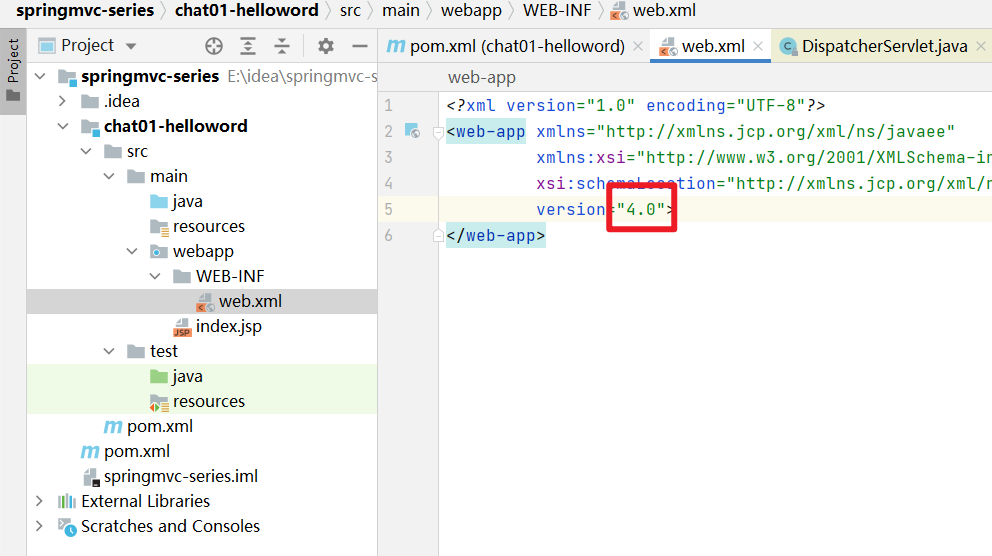 springmvc-series
chat01-helloword
src
main
webapp
WEB-INF
web.xml
Project
Project
pom.xml (chat01-helloword)
web.xml
DispatcherServlet.java
springmvc-series E:\idea\springmvc-s
.idea
chat01-helloword
src
main
java
resources
webapp
WEB-INF
web.xml
index.jsp
test
java
resources
pom.xml
pom.xml
springmvc-series.iml
External Libraries
Scratches and Consoles
web-app
1 <?xml version="1.0" encoding="UTF-8"?>
2 <web-app xmlns="http://xmlns.jcp.org/xml/ns/javaee"
3 xmlns:xsi="http://www.w3.org/2001/XMLSchema-in
4 xsi:schemaLocation="http://xmlns.jcp.org/xml/n
5 version="4.0">
6 </web-app>